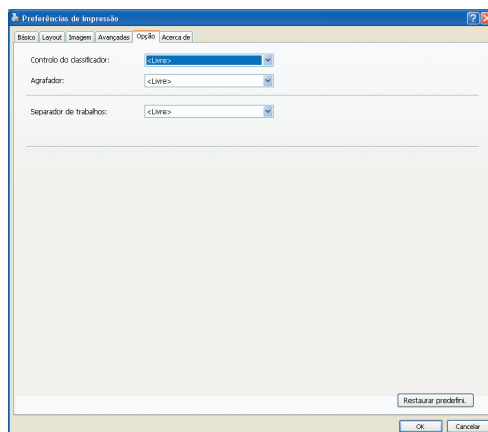 Preferências de impressão
Básico Layout Imagem Avançadas Opção Acerca de
Controlo do classificador: <Livre>
Agrafador: <Livre>
Separador de trabalhos: <Livre>
Restaurar predefini.
OK Cancelar